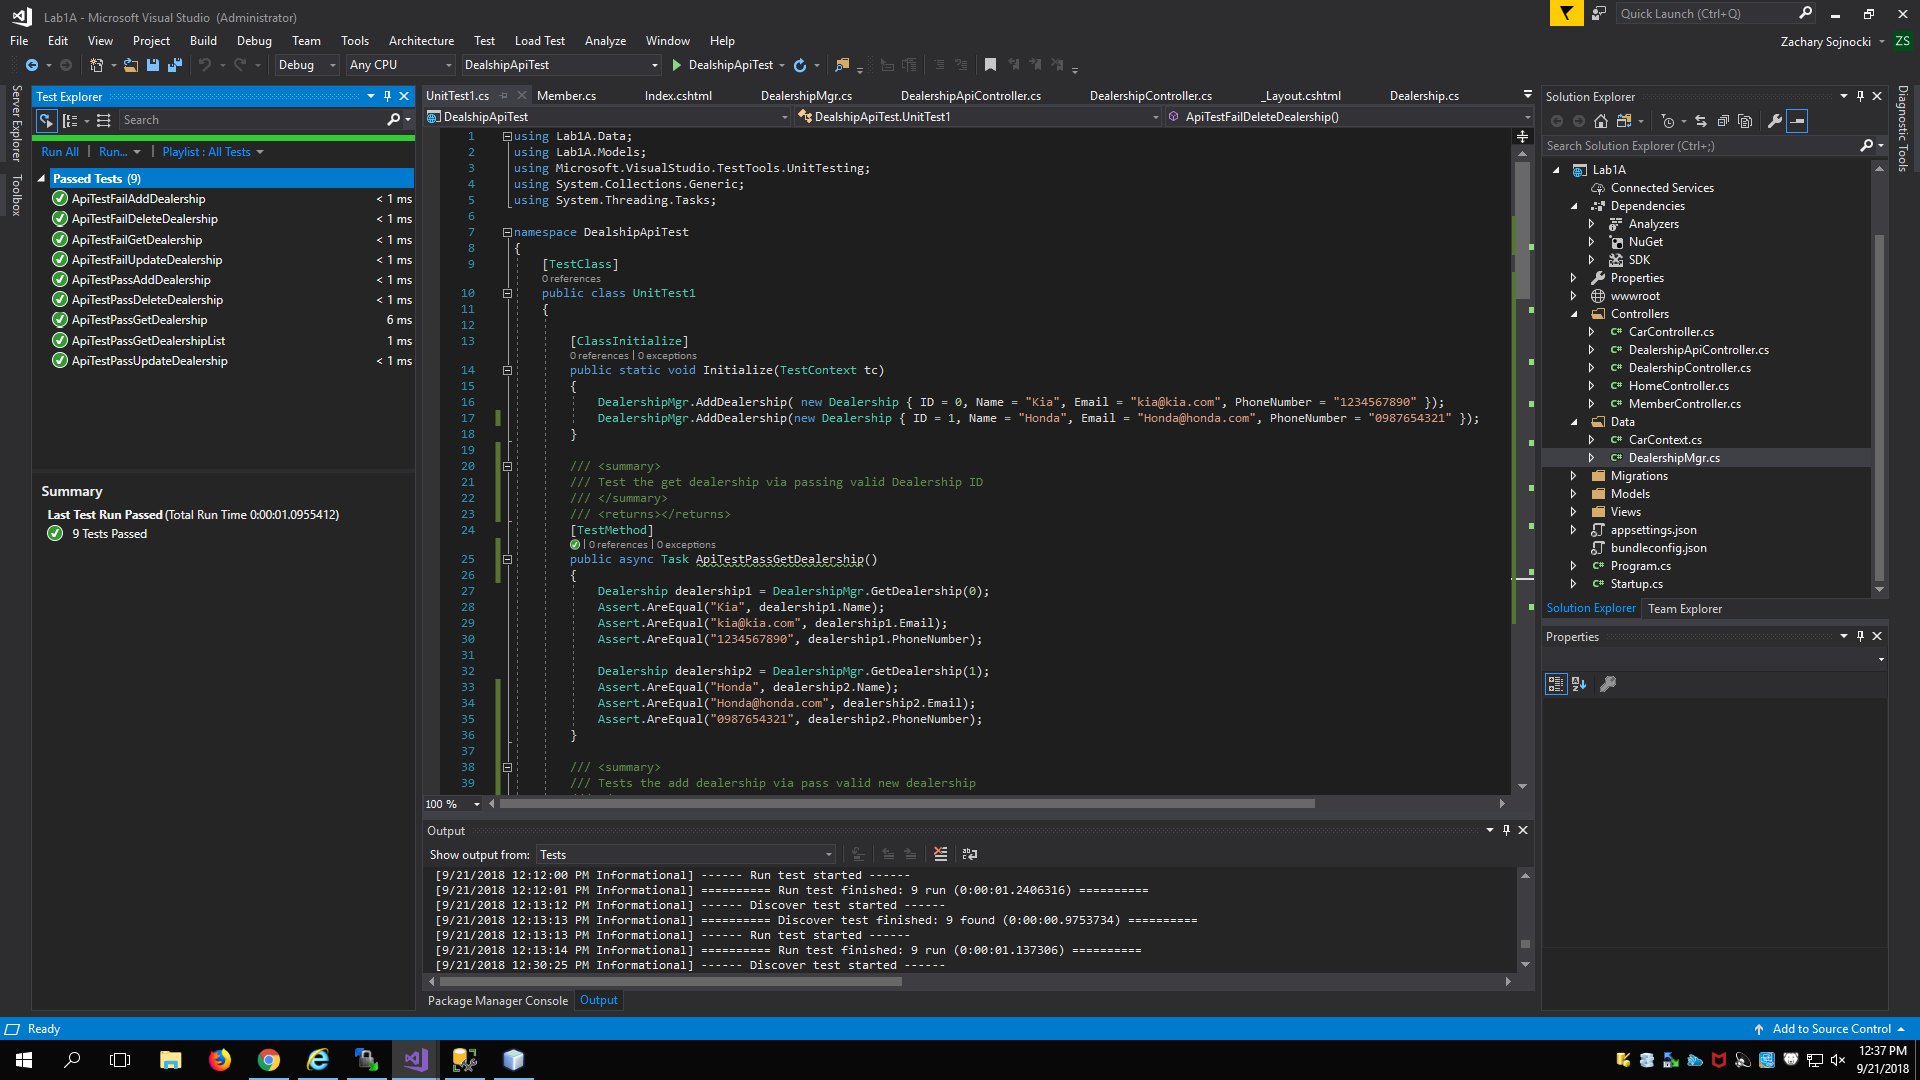 Lab1A - Microsoft Visual Studio (Administrator)
Quick Launch (Ctrl+Q)
File Edit View Project Build Debug Team Tools Architecture Test Load Test Analyze Window Help
Zachary Sojnocki ZS
Debug Any CPU DealshipApiTest DealshipApiTest
Server Explorer
Toolbox
Test Explorer
Search
Run All | Run... | Playlist : All Tests
Passed Tests (9)
ApiTestFailAddDealership < 1 ms
ApiTestFailDeleteDealership < 1 ms
ApiTestFailGetDealership < 1 ms
ApiTestFailUpdateDealership < 1 ms
ApiTestPassAddDealership < 1 ms
ApiTestPassDeleteDealership < 1 ms
ApiTestPassGetDealership 6 ms
ApiTestPassGetDealershipList 1 ms
ApiTestPassUpdateDealership < 1 ms
Summary
Last Test Run Passed (Total Run Time 0:00:01.0955412)
9 Tests Passed
UnitTest1.cs Member.cs Index.cshtml DealershipMgr.cs DealershipApiController.cs DealershipController.cs _Layout.cshtml Dealership.cs
DealshipApiTest DealshipApiTest.UnitTest1 ApiTestFailDeleteDealership()
1 using Lab1A.Data;
2 using Lab1A.Models;
3 using Microsoft.VisualStudio.TestTools.UnitTesting;
4 using System.Collections.Generic;
5 using System.Threading.Tasks;
6
7 namespace DealshipApiTest
8 {
9 [TestClass]
0 references
10 public class UnitTest1
11 {
12
13 [ClassInitialize]
0 references | 0 exceptions
14 public static void Initialize(TestContext tc)
15 {
16 DealershipMgr.AddDealership( new Dealership { ID = 0, Name = "Kia", Email = "kia@kia.com", PhoneNumber = "1234567890" });
17 DealershipMgr.AddDealership(new Dealership { ID = 1, Name = "Honda", Email = "Honda@honda.com", PhoneNumber = "0987654321" });
18 }
19
20 /// <summary>
21 /// Test the get dealership via passing valid Dealership ID
22 /// </summary>
23 /// <returns></returns>
24 [TestMethod]
| 0 references | 0 exceptions
25 public async Task ApiTestPassGetDealership()
26 {
27 Dealership dealership1 = DealershipMgr.GetDealership(0);
28 Assert.AreEqual("Kia", dealership1.Name);
29 Assert.AreEqual("kia@kia.com", dealership1.Email);
30 Assert.AreEqual("1234567890", dealership1.PhoneNumber);
31
32 Dealership dealership2 = DealershipMgr.GetDealership(1);
33 Assert.AreEqual("Honda", dealership2.Name);
34 Assert.AreEqual("Honda@honda.com", dealership2.Email);
35 Assert.AreEqual("0987654321", dealership2.PhoneNumber);
36 }
37
38 /// <summary>
39 /// Tests the add dealership via pass valid new dealership
100 %
Output
Show output from: Tests
[9/21/2018 12:12:00 PM Informational] ------ Run test started ------
[9/21/2018 12:12:01 PM Informational] ========== Run test finished: 9 run (0:00:01.2406316) ==========
[9/21/2018 12:13:12 PM Informational] ------ Discover test started ------
[9/21/2018 12:13:13 PM Informational] ========== Discover test finished: 9 found (0:00:00.9753734) ==========
[9/21/2018 12:13:13 PM Informational] ------ Run test started ------
[9/21/2018 12:13:14 PM Informational] ========== Run test finished: 9 run (0:00:01.137306) ==========
[9/21/2018 12:30:25 PM Informational] ------ Discover test started ------
Package Manager Console Output
Solution Explorer
Search Solution Explorer (Ctrl+;)
Lab1A
Connected Services
Dependencies
Analyzers
NuGet
SDK
Properties
wwwroot
Controllers
C# CarController.cs
C# DealershipApiController.cs
C# DealershipController.cs
C# HomeController.cs
C# MemberController.cs
Data
C# CarContext.cs
C# DealershipMgr.cs
Migrations
Models
Views
appsettings.json
bundleconfig.json
C# Program.cs
C# Startup.cs
Solution Explorer Team Explorer
Properties
Diagnostic Tools
Ready
Add to Source Control
12:37 PM
9/21/2018